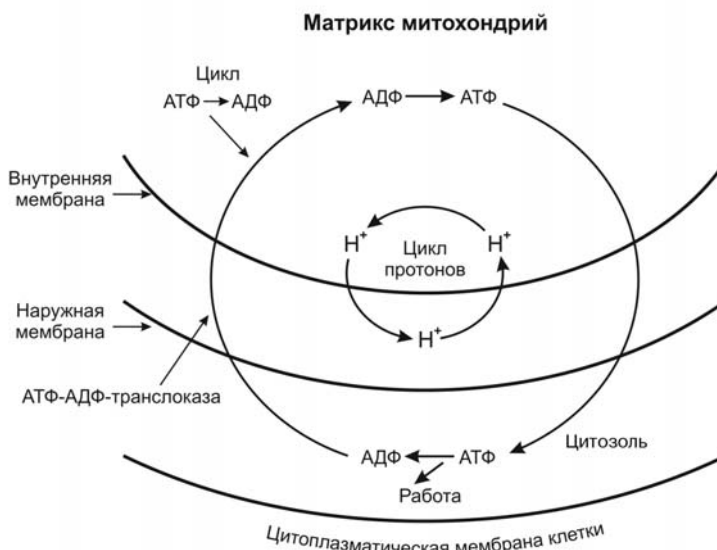 Матрикс митохондрий
Цикл
АТФ → АДФ
АДФ → АТФ
Внутренняя
мембрана
H⁺
H⁺
Цикл
протонов
Наружная
мембрана
H⁺
АТФ-АДФ-транслоказа
Цитозоль
АДФ ← АТФ
Работа
Цитоплазматическая мембрана клетки